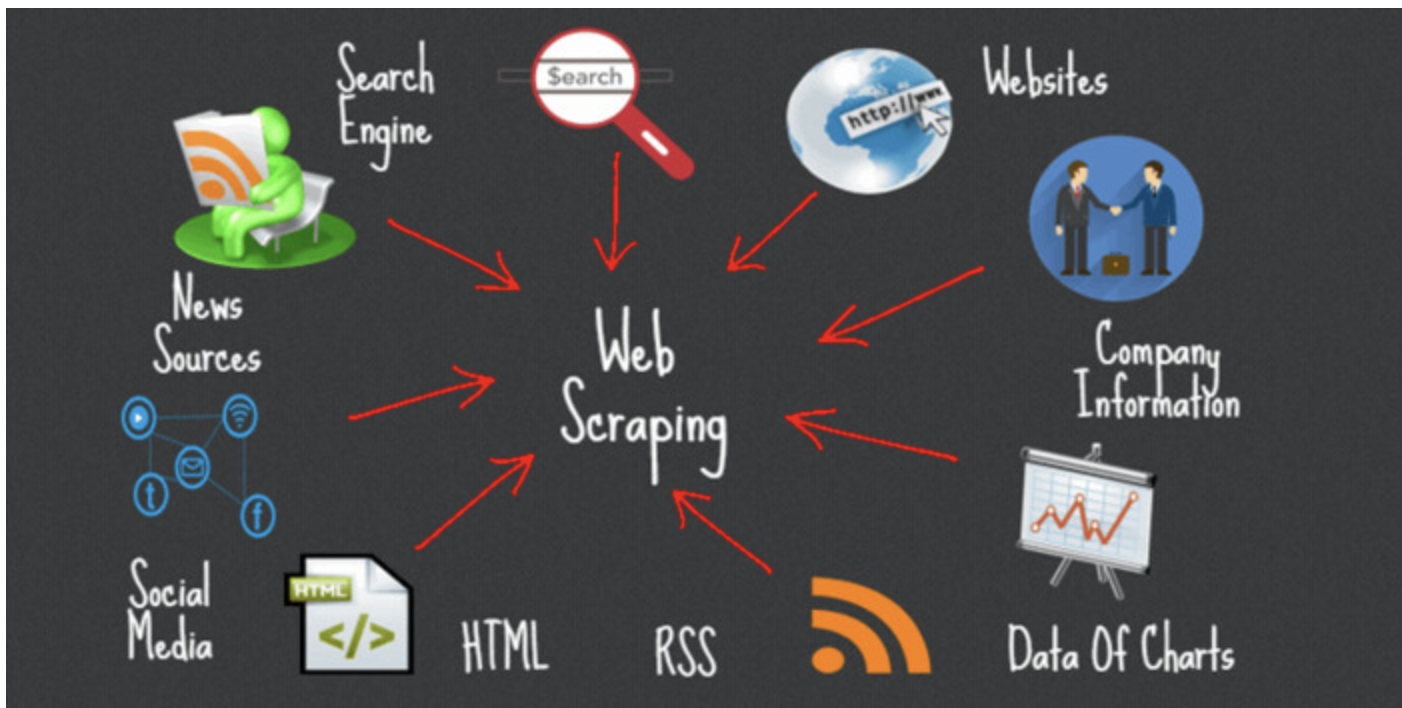 Search
Engine
$earch
http://www
Websites
News
Sources
Web
Scraping
Company
Information
t
f
Social
Media
HTML
</>
HTML
RSS
Data Of Charts